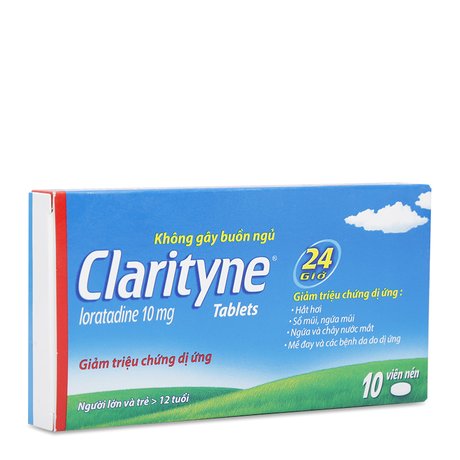 Không gây buồn ngủ
Clarityne®
loratadine 10 mg Tablets
Giảm triệu chứng dị ứng
Người lớn và trẻ > 12 tuổi
24
Giờ
Giảm triệu chứng dị ứng :
• Hắt hơi
• Sổ mũi, ngứa mũi
• Ngứa và chảy nước mắt
• Mề đay và các bệnh da do dị ứng
10 viên nén